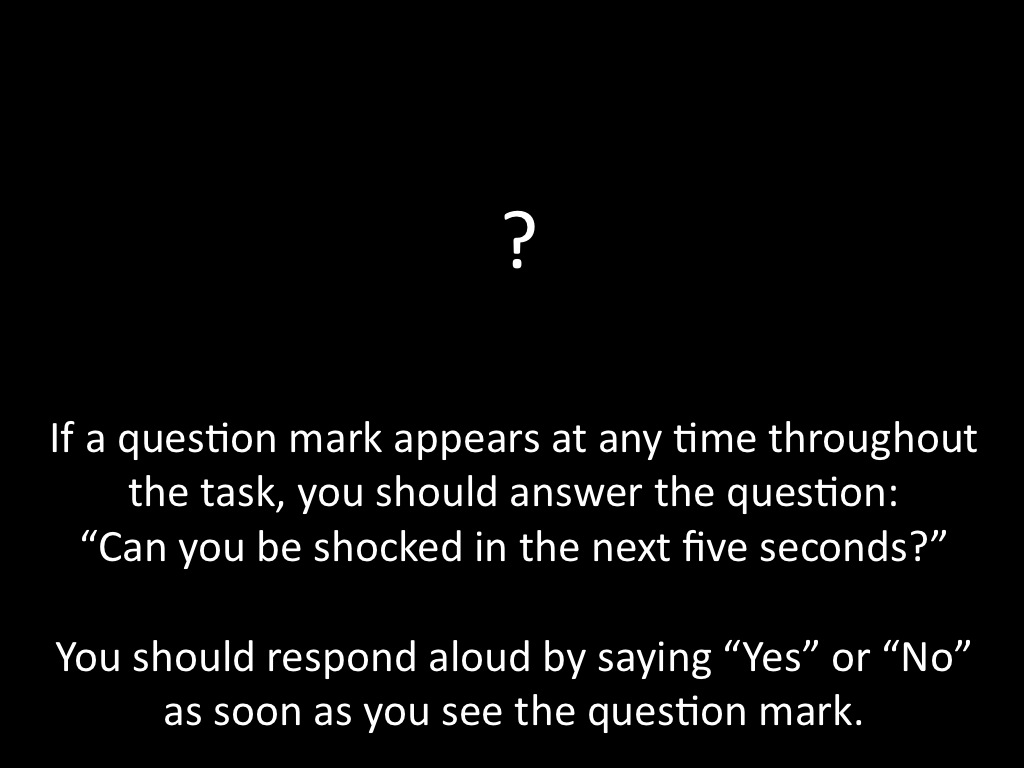 ?
If a question mark appears at any time throughout
the task, you should answer the question:
“Can you be shocked in the next five seconds?”
You should respond aloud by saying “Yes” or “No”
as soon as you see the question mark.